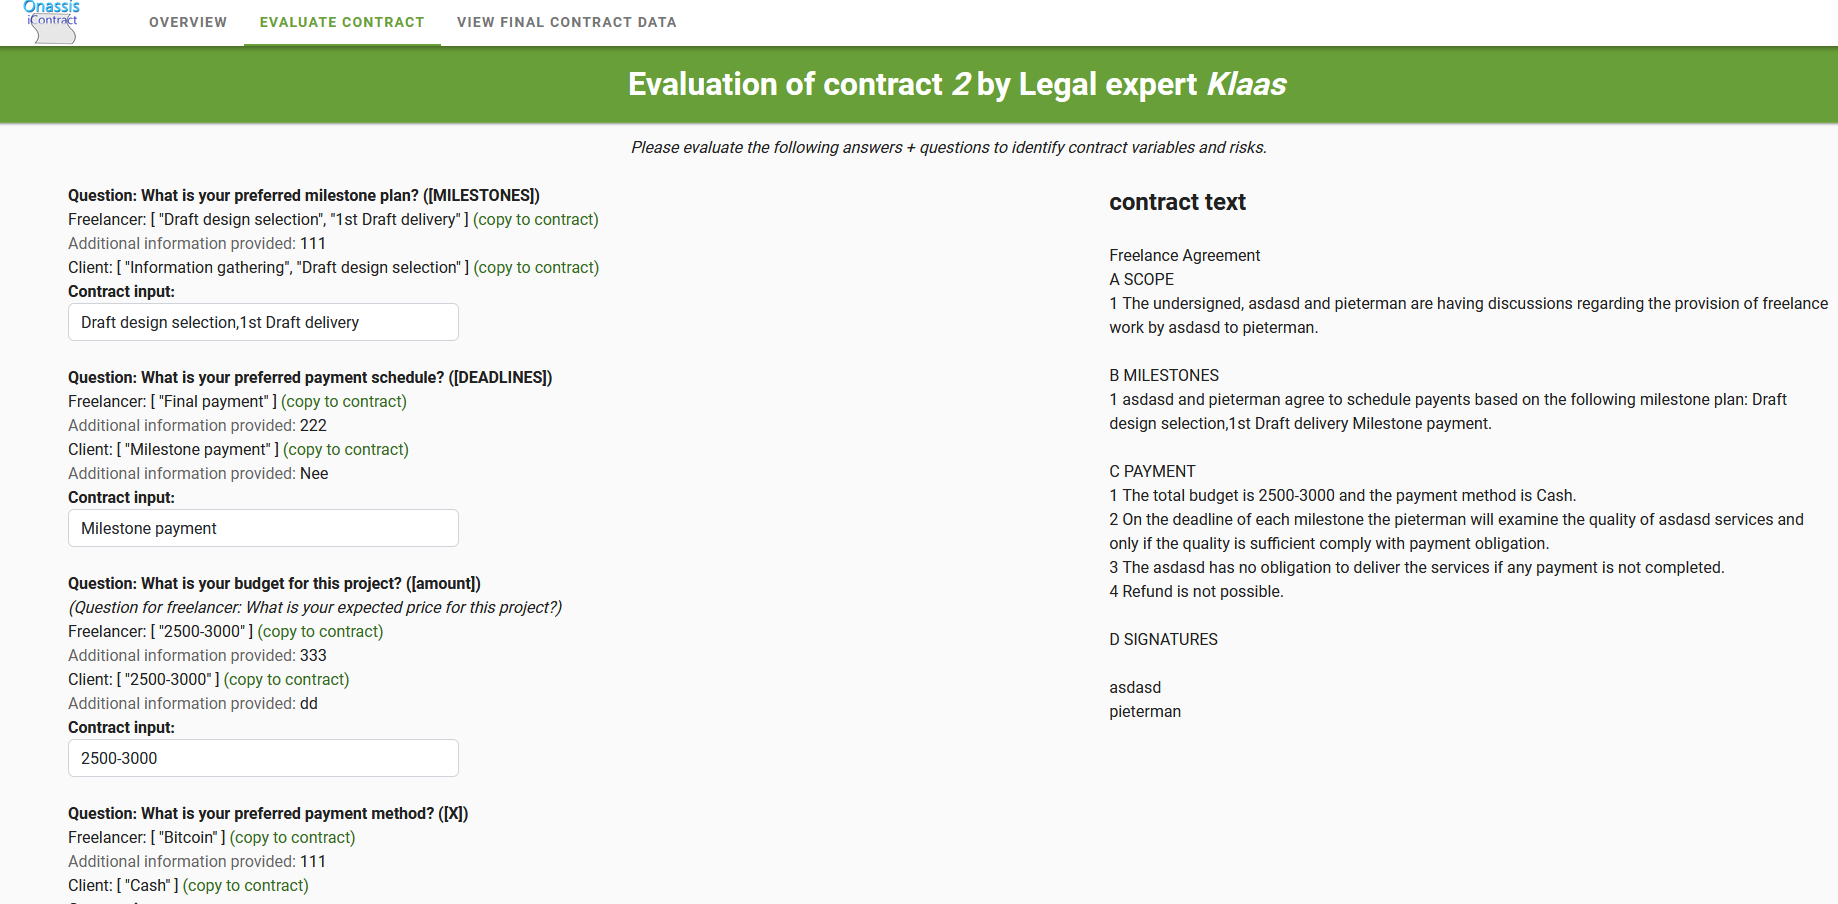 Onassis
iContract
OVERVIEW
EVALUATE CONTRACT
VIEW FINAL CONTRACT DATA
Evaluation of contract 2 by Legal expert Klaas
Please evaluate the following answers + questions to identify contract variables and risks.
Question: What is your preferred milestone plan? ([MILESTONES])
Freelancer: [ "Draft design selection", "1st Draft delivery" ] (copy to contract)
Additional information provided: 111
Client: [ "Information gathering", "Draft design selection" ] (copy to contract)
Contract input:
Draft design selection,1st Draft delivery
Question: What is your preferred payment schedule? ([DEADLINES])
Freelancer: [ "Final payment" ] (copy to contract)
Additional information provided: 222
Client: [ "Milestone payment" ] (copy to contract)
Additional information provided: Nee
Contract input:
Milestone payment
Question: What is your budget for this project? ([amount])
(Question for freelancer: What is your expected price for this project?)
Freelancer: [ "2500-3000" ] (copy to contract)
Additional information provided: 333
Client: [ "2500-3000" ] (copy to contract)
Additional information provided: dd
Contract input:
2500-3000
Question: What is your preferred payment method? ([X])
Freelancer: [ "Bitcoin" ] (copy to contract)
Additional information provided: 111
Client: [ "Cash" ] (copy to contract)
contract text
Freelance Agreement
A SCOPE
1 The undersigned, asdasd and pieterman are having discussions regarding the provision of freelance
work by asdasd to pieterman.
B MILESTONES
1 asdasd and pieterman agree to schedule payents based on the following milestone plan: Draft
design selection,1st Draft delivery Milestone payment.
C PAYMENT
1 The total budget is 2500-3000 and the payment method is Cash.
2 On the deadline of each milestone the pieterman will examine the quality of asdasd services and
only if the quality is sufficient comply with payment obligation.
3 The asdasd has no obligation to deliver the services if any payment is not completed.
4 Refund is not possible.
D SIGNATURES
asdasd
pieterman